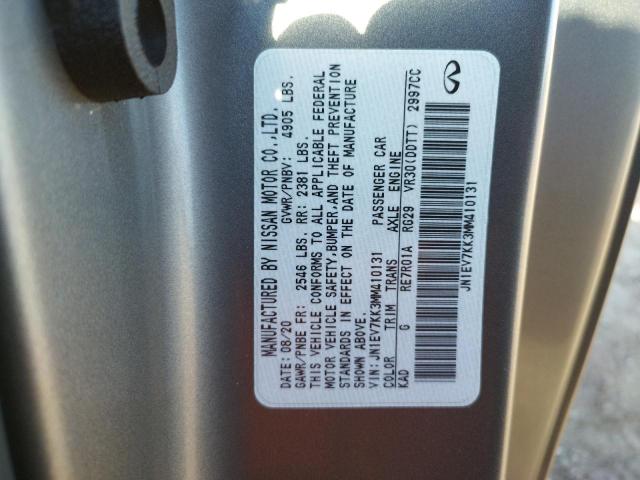 MANUFACTURED BY NISSAN MOTOR CO.,LTD.
DATE: 08/20 GVWR/PNBV: 4905 LBS.
GAWR/PNBE FR: 2546 LBS. RR: 2381 LBS.
THIS VEHICLE CONFORMS TO ALL APPLICABLE FEDERAL
MOTOR VEHICLE SAFETY,BUMPER,AND THEFT PREVENTION
STANDARDS IN EFFECT ON THE DATE OF MANUFACTURE
SHOWN ABOVE.
VIN: JN1EV7KK3MM410131 PASSENGER CAR
COLOR TRIM TRANS AXLE ENGINE
KAD G RE7R01A RG29 VR30(DDTT) 2997CC
JN1EV7KK3MM410131